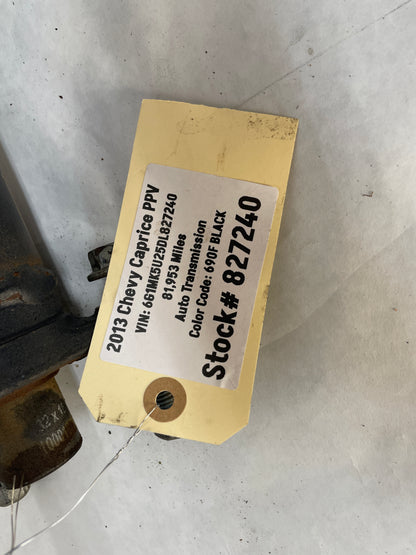 2013 Chevy Caprice PPV
VIN: 6G1MK5U25DL827240
81,953 Miles
Auto Transmission
Color Code: 690F BLACK
Stock# 827240